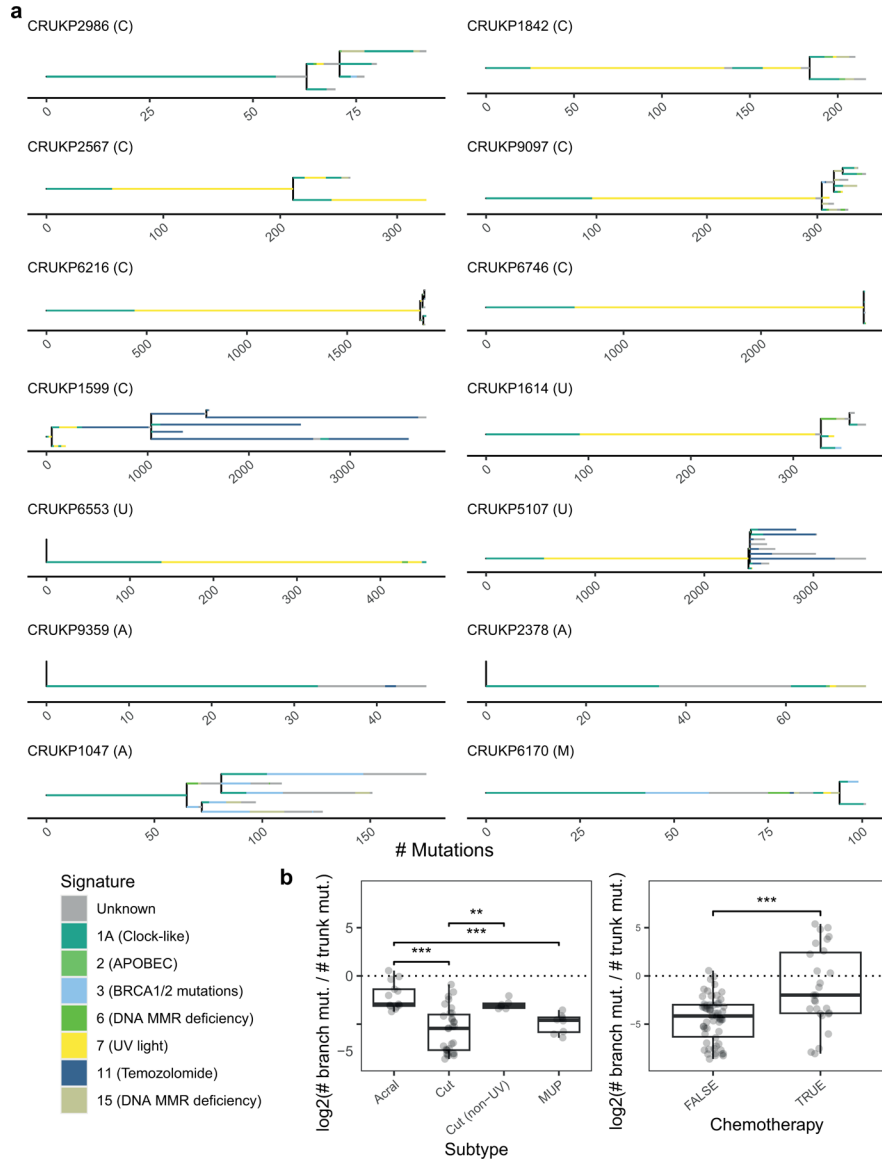 a
CRUKP2986 (C)
0 25 50 75
CRUKP1842 (C)
0 50 100 150 200
CRUKP2567 (C)
0 100 200 300
CRUKP9097 (C)
0 100 200 300
CRUKP6216 (C)
0 500 1000 1500
CRUKP6746 (C)
0 1000 2000
CRUKP1599 (C)
0 1000 2000 3000
CRUKP1614 (U)
0 100 300
CRUKP6553 (U)
0 100 200 300 400
CRUKP5107 (U)
0 1000 2000 3000
CRUKP9359 (A)
0 10 20 30 40
CRUKP2378 (A)
0 20 40 60
CRUKP1047 (A)
0 50 100 150
CRUKP6170 (M)
0 25 50 75 100
# Mutations
Signature
Unknown
1A (Clock-like)
2 (APOBEC)
3 (BRCA1/2 mutations)
6 (DNA MMR deficiency)
7 (UV light)
11 (Temozolomide)
15 (DNA MMR deficiency)
b
log2(# branch mut. / # trunk mut.)
5
0
−5
**
***
***
Acral
Cut
Cut (non−UV)
MUP
Subtype
log2(# branch mut. / # trunk mut.)
5
0
−5
***
FALSE
TRUE
Chemotherapy